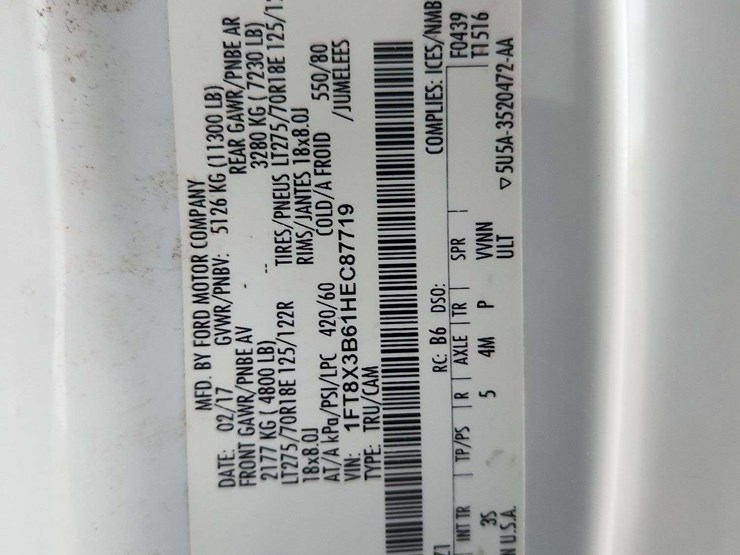 MFD. BY FORD MOTOR COMPANY
DATE: 02/17 GVWR/PNBV: 5126 KG (11300 LB)
FRONT GAWR/PNBE AV REAR GAWR/PNBE AR
2177 KG ( 4800 LB) 3280 KG ( 7230 LB)
LT275/70R18E 125/122R TIRES/PNEUS LT275/70R18E 125/1
18x8.0J RIMS/JANTES 18x8.0J
AT/A kPa/PSI/LPC 420/60 COLD/A FROID 550/80
VIN: 1FT8X3B61HEC87719 /JUMELEES
TYPE: TRU/CAM
COMPLIES: ICES/NMB
RC: B6 DSO: F0439
Z1 T1516
INT TR TP/PS R AXLE TR SPR
3S 5 4M P VVNN
N U.S.A. ULT ▽5U5A-3520472-AA